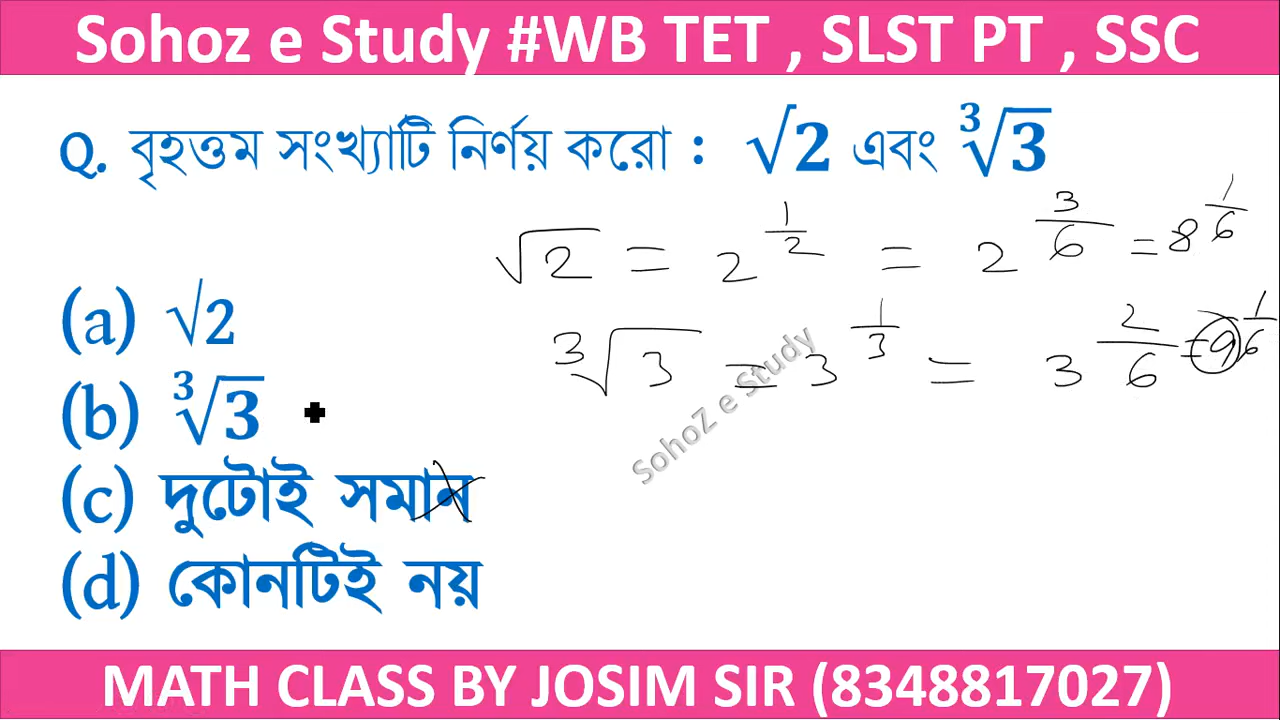 Sohoz e Study #WB TET , SLST PT , SSC
Q. বৃহত্তম সংখ্যাটি নির্ণয় করো : √2 এবং ∛3
√2 = 2^(1/2) = 2^(3/6) = 8^(1/6)
(a) √2
∛3 = 3^(1/3) = 3^(2/6) = 9^(1/6)
(b) ∛3
SohoZ e Study
(c) দুটোই সমান
(d) কোনটিই নয়
MATH CLASS BY JOSIM SIR (8348817027)